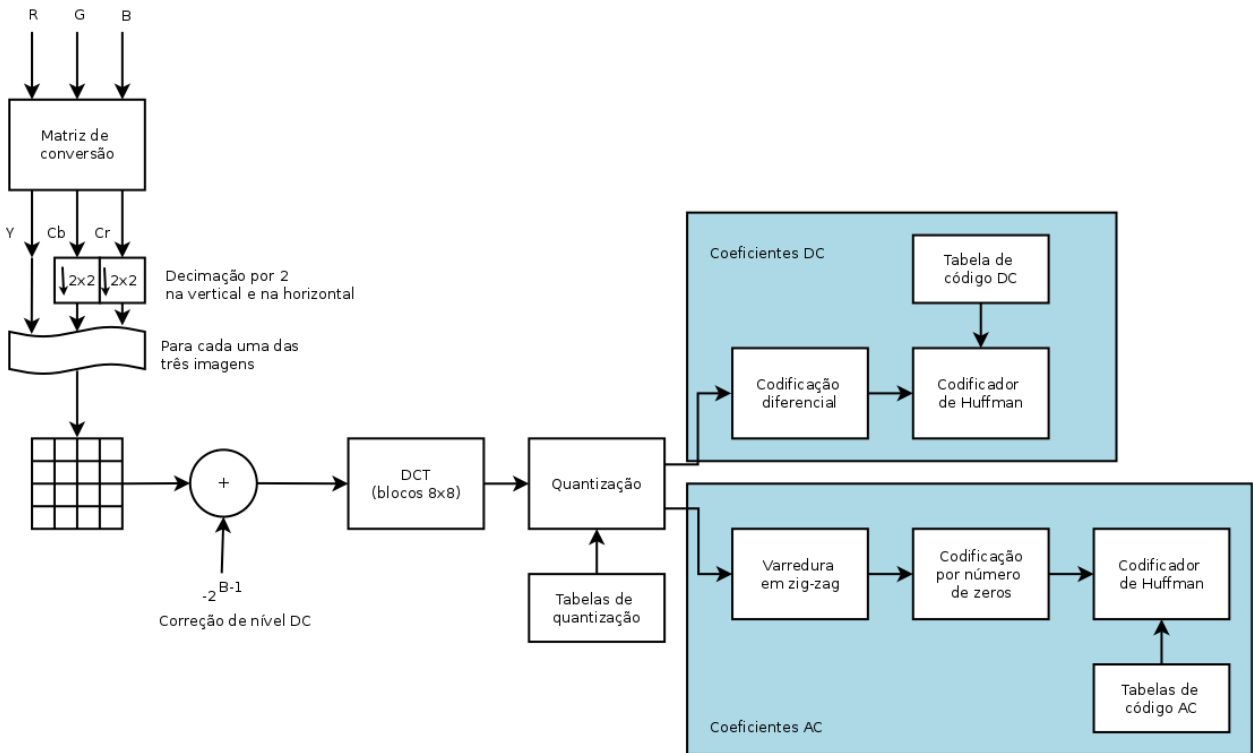 R G B
Matriz de
conversão
Y Cb Cr
2x2 2x2
Decimação por 2
na vertical e na horizontal
Para cada uma das
três imagens
+
-2 B-1
Correção de nível DC
DCT
(blocos 8x8)
Quantização
Tabelas de
quantização
Coeficientes DC
Tabela de
código DC
Codificação
diferencial
Codificador
de Huffman
Varredura
em zig-zag
Codificação
por número
de zeros
Codificador
de Huffman
Tabelas de
código AC
Coeficientes AC